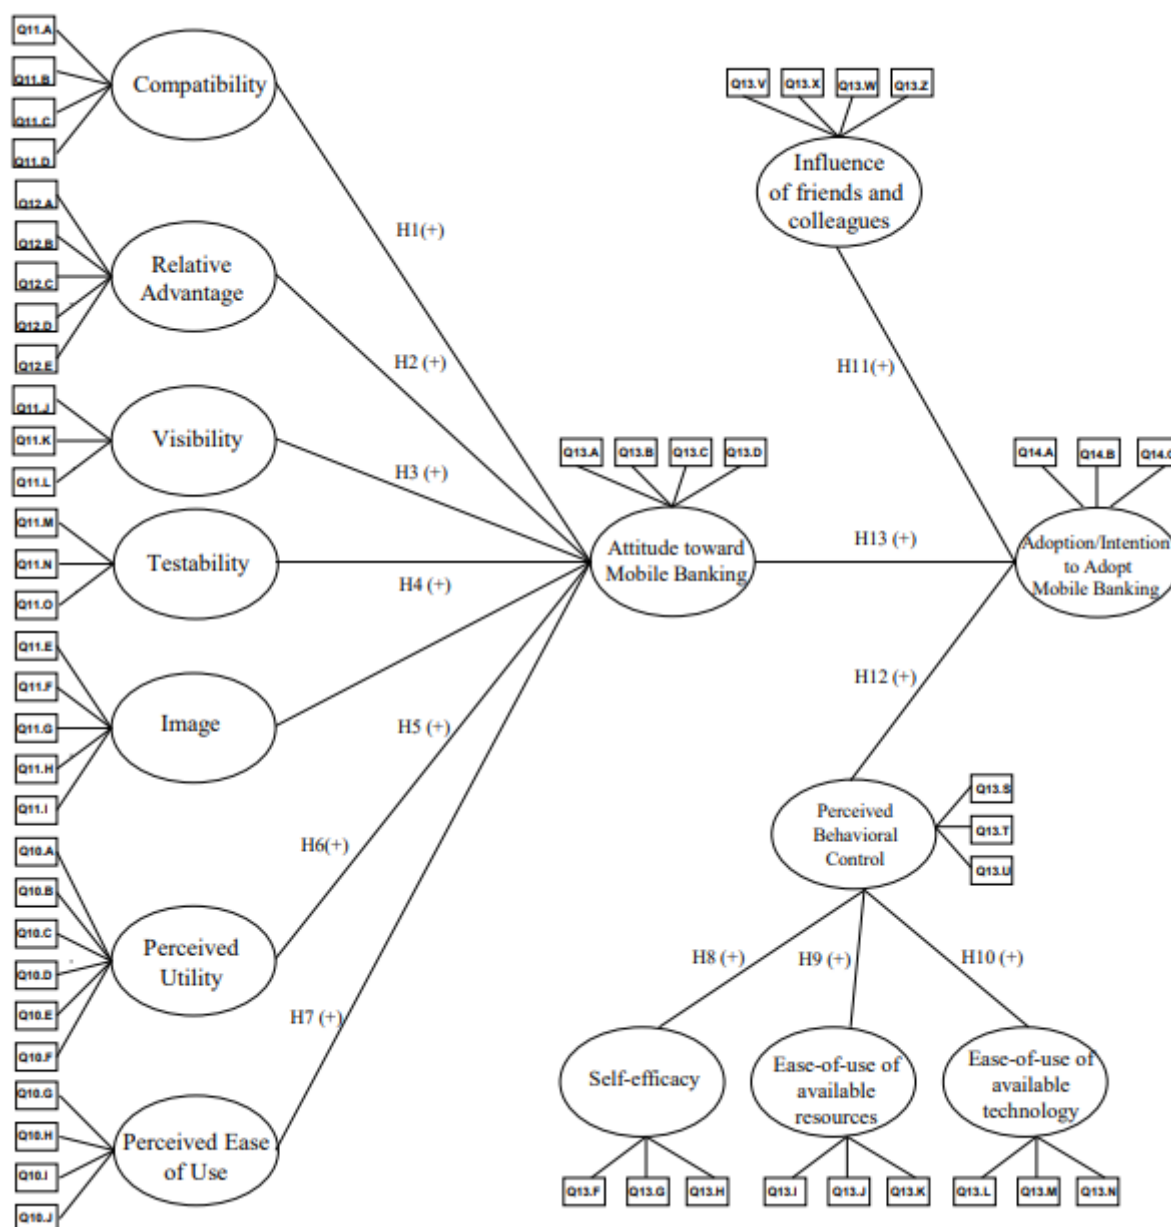 Q11.A
Q11.B
Q11.C
Q11.D
Compatibility
Q12.A
Q12.B
Q12.C
Q12.D
Q12.E
Relative
Advantage
Q11.J
Q11.K
Q11.L
Visibility
Q11.M
Q11.N
Q11.O
Testability
Q11.E
Q11.F
Q11.G
Q11.H
Q11.I
Image
Q10.A
Q10.B
Q10.C
Q10.D
Q10.E
Q10.F
Perceived
Utility
Q10.G
Q10.H
Q10.I
Q10.J
Perceived Ease
of Use
H1(+)
H2 (+)
H3 (+)
H4 (+)
H5 (+)
H6(+)
H7 (+)
Q13.A Q13.B Q13.C Q13.D
Attitude toward
Mobile Banking
Q13.V Q13.X Q13.W Q13.Z
Influence
of friends and
colleagues
H11(+)
H13 (+)
H12 (+)
Q14.A Q14.B
Adoption/Intention
to Adopt
Mobile Banking
Perceived
Behavioral
Control
Q13.S
Q13.T
Q13.U
H8 (+) H9 (+) H10 (+)
Self-efficacy
Ease-of-use of
available
resources
Ease-of-use of
available
technology
Q13.F Q13.G Q13.H Q13.I Q13.J Q13.K Q13.L Q13.M Q13.N